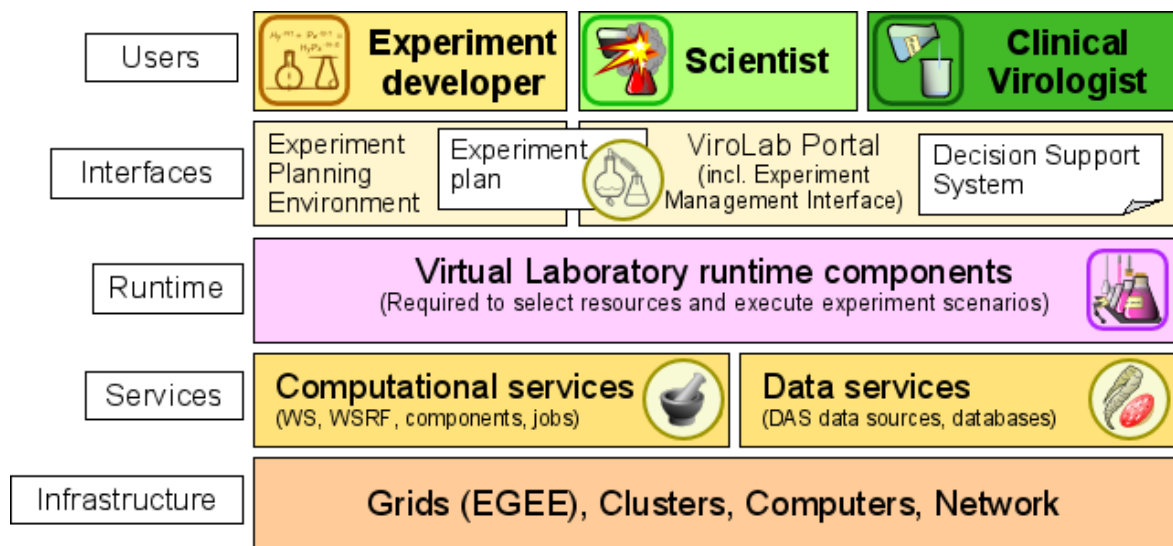 Users
Experiment
developer
Scientist
Clinical
Virologist
Interfaces
Experiment
Planning
Environment
Experiment
plan
ViroLab Portal
(incl. Experiment
Management Interface)
Decision Support
System
Runtime
Virtual Laboratory runtime components
(Required to select resources and execute experiment scenarios)
Services
Computational services
(WS, WSRF, components, jobs)
Data services
(DAS data sources, databases)
Infrastructure
Grids (EGEE), Clusters, Computers, Network